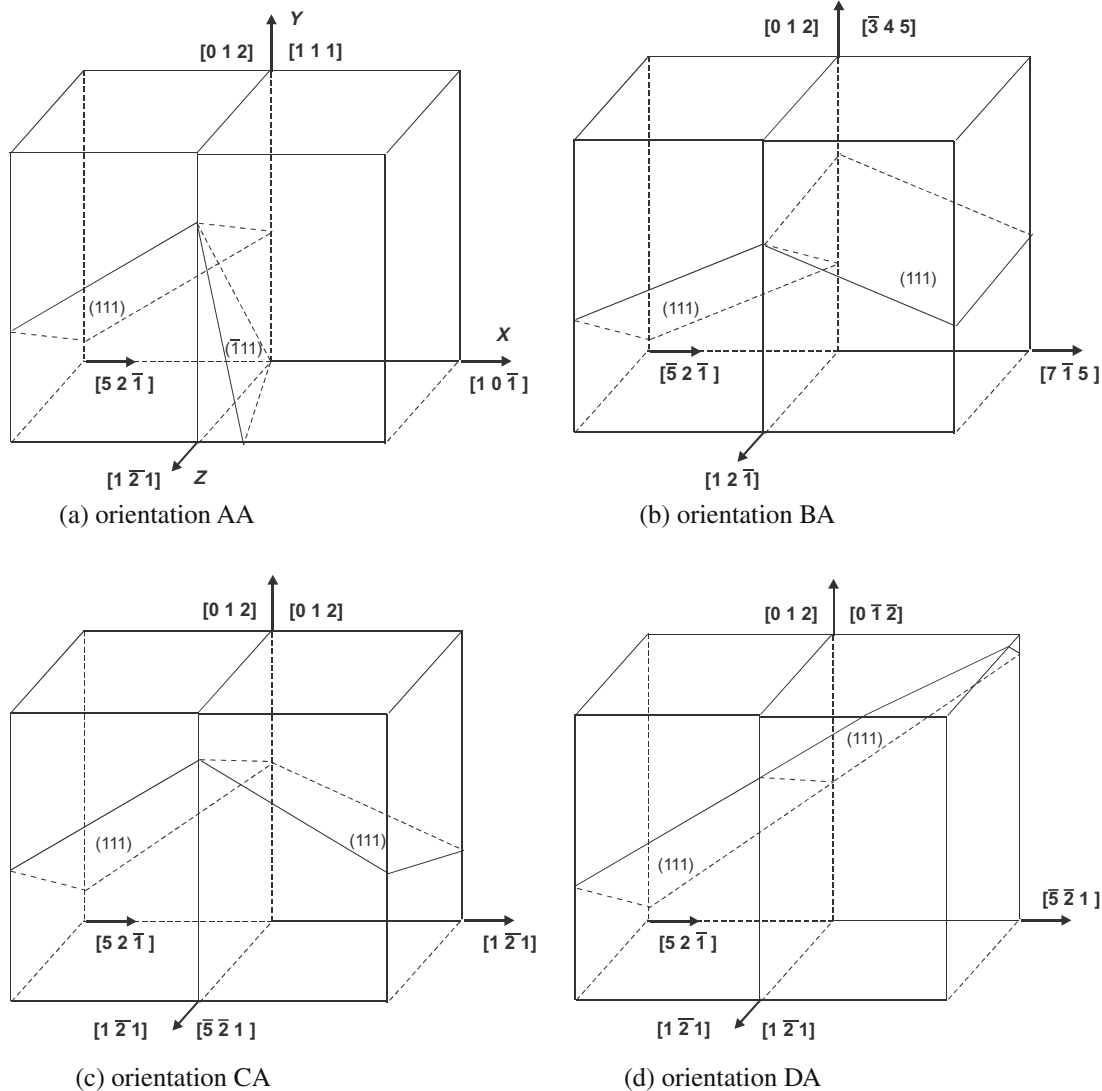 Y
[0 1 2] [1 1 1]
(111)
(1̅11)
X
[5 2 1̅ ]
[1 0 1̅ ]
[1 2̅ 1]
Z
(a) orientation AA
[0 1 2] [3̅ 4 5]
(111)
(111)
[5̅ 2 1̅ ]
[7 1̅ 5 ]
[1 2 1̅]
(b) orientation BA
[0 1 2] [0 1 2]
(111)
(111)
[5 2 1̅ ]
[1 2̅ 1]
[1 2̅ 1] [5̅ 2̅ 1 ]
(c) orientation CA
[0 1 2] [0 1̅ 2̅]
(111)
(111)
[5̅ 2̅ 1 ]
[5 2 1̅ ]
[1 2̅ 1]
[1 2̅ 1]
(d) orientation DA